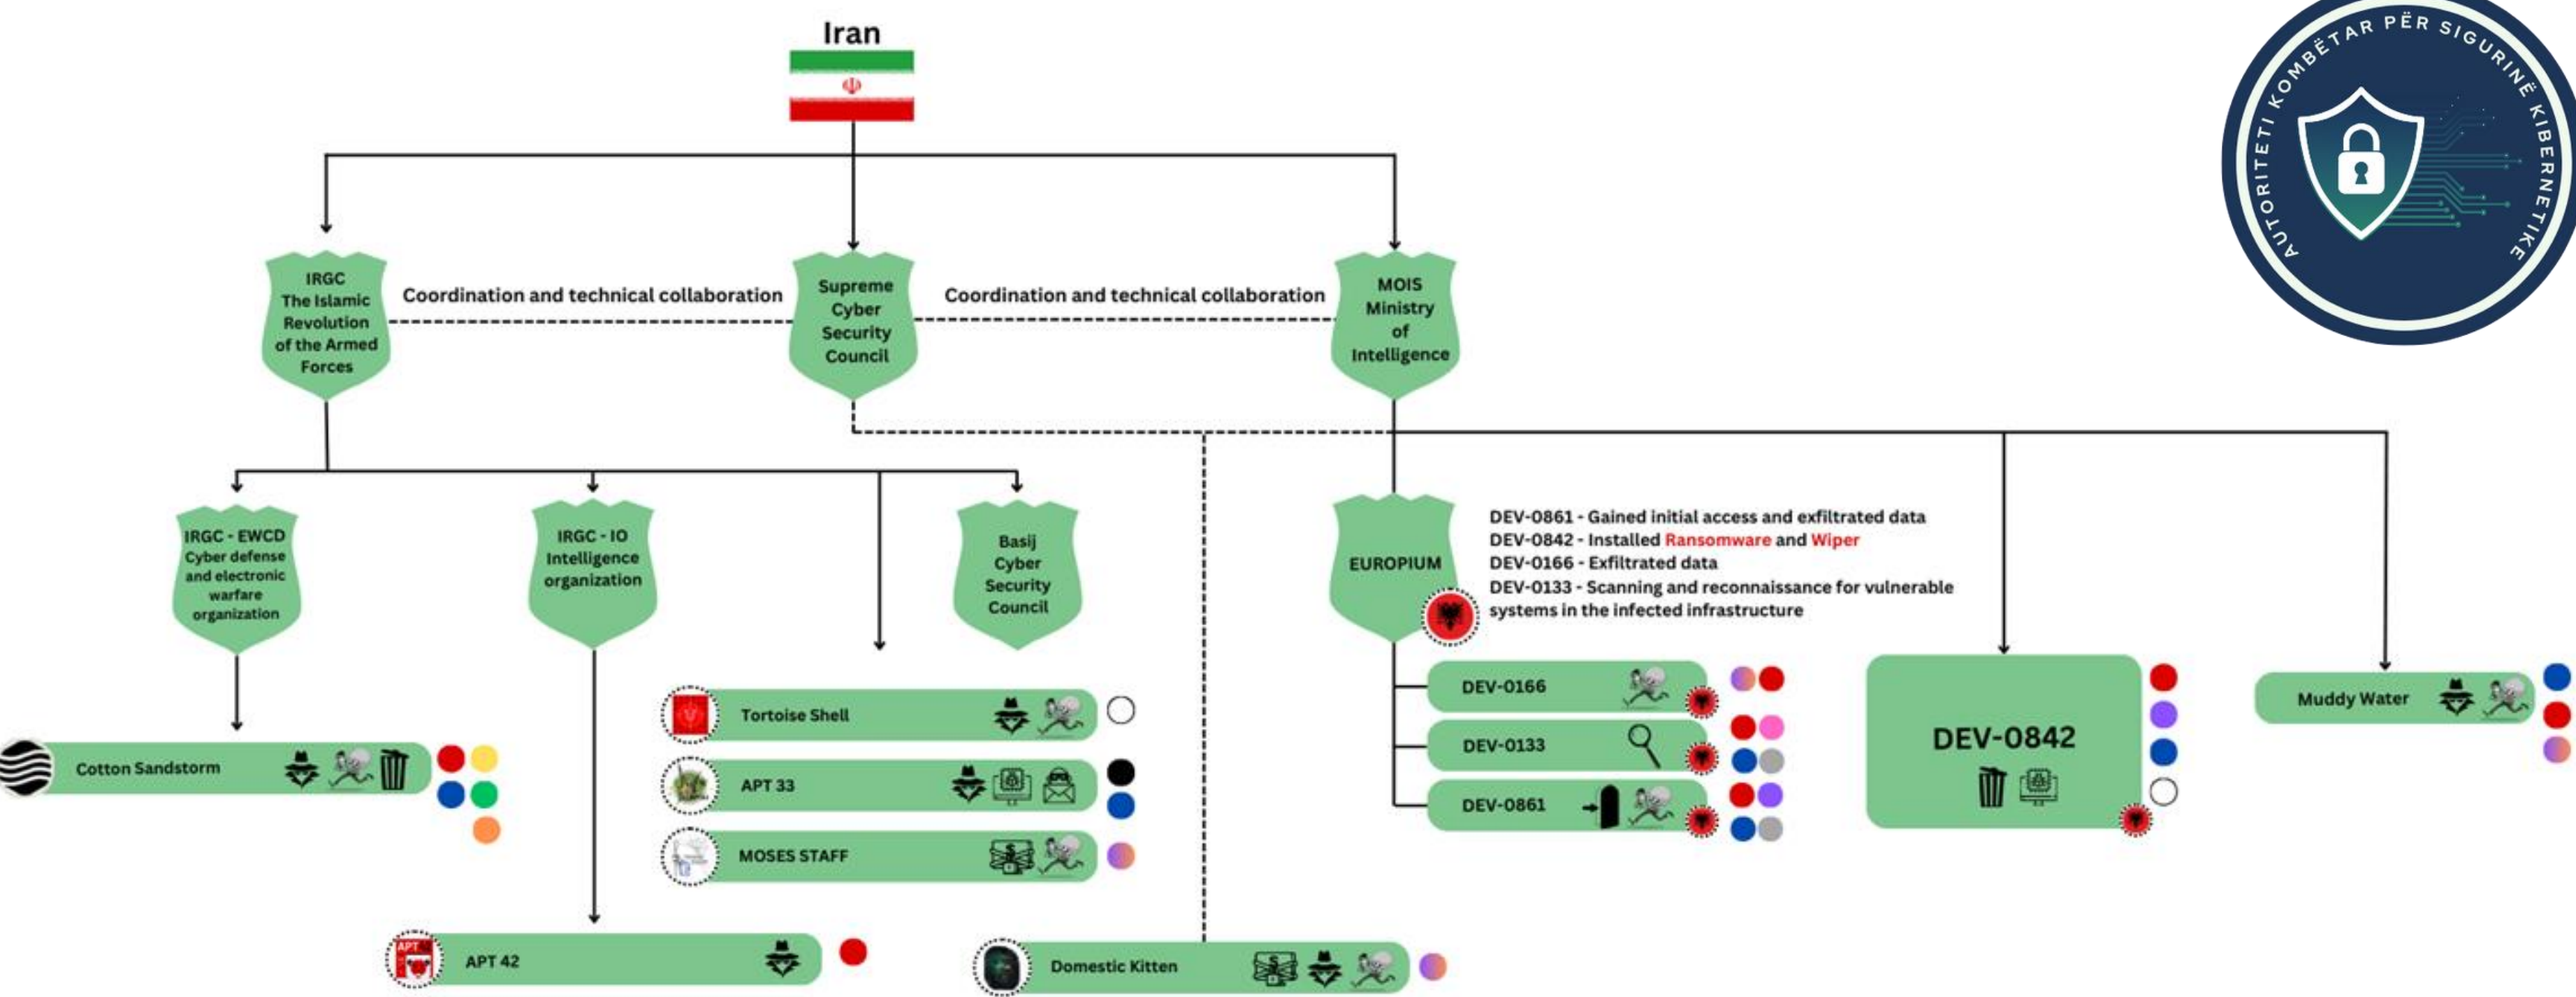 Iran
AUTORITETI KOMBËTAR PËR SIGURINË KIBERNETIKE
IRGC
The Islamic
Revolution
of the Armed
Forces
Coordination and technical collaboration
Supreme
Cyber
Security
Council
Coordination and technical collaboration
MOIS
Ministry
of
Intelligence
IRGC - EWCD
Cyber defense
and electronic
warfare
organization
IRGC - IO
Intelligence
organization
Basij
Cyber
Security
Council
EUROPIUM
DEV-0861 - Gained initial access and exfiltrated data
DEV-0842 - Installed Ransomware and Wiper
DEV-0166 - Exfiltrated data
DEV-0133 - Scanning and reconnaissance for vulnerable
systems in the infected infrastructure
Cotton Sandstorm
Tortoise Shell
APT 33
MOSES STAFF
DEV-0166
DEV-0133
DEV-0861
DEV-0842
Muddy Water
APT 42
Domestic Kitten